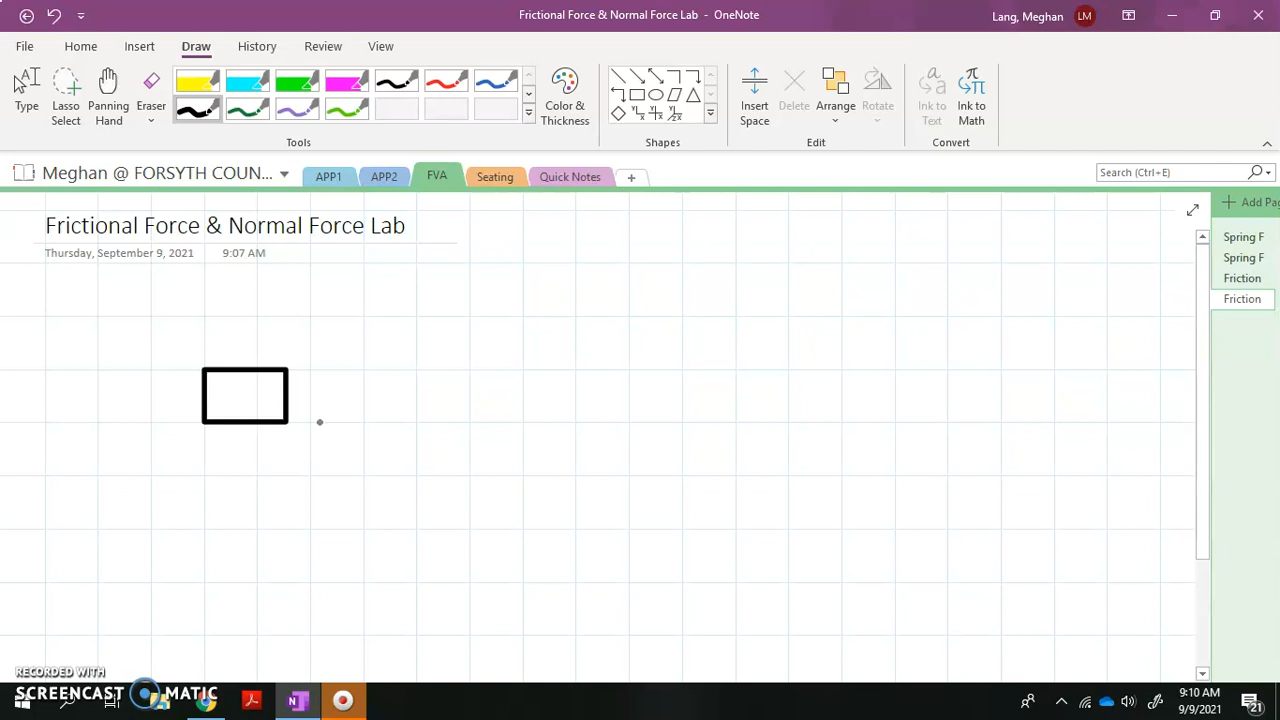 Frictional Force & Normal Force Lab - OneNote
Lang, Meghan LM
File Home Insert Draw History Review View
Type
Lasso Select
Panning Hand
Eraser
Color & Thickness
Insert Space
Delete
Arrange
Rotate
Ink to Text
Ink to Math
Tools Shapes Edit Convert
Meghan @ FORSYTH COUN...
APP1 APP2 FVA Seating Quick Notes +
Search (Ctrl+E)
Add Pag
Frictional Force & Normal Force Lab
Thursday, September 9, 2021 9:07 AM
Spring F
Spring F
Friction
Friction
RECORDED WITH
SCREENCAST MATIC
9:10 AM
9/9/2021
21